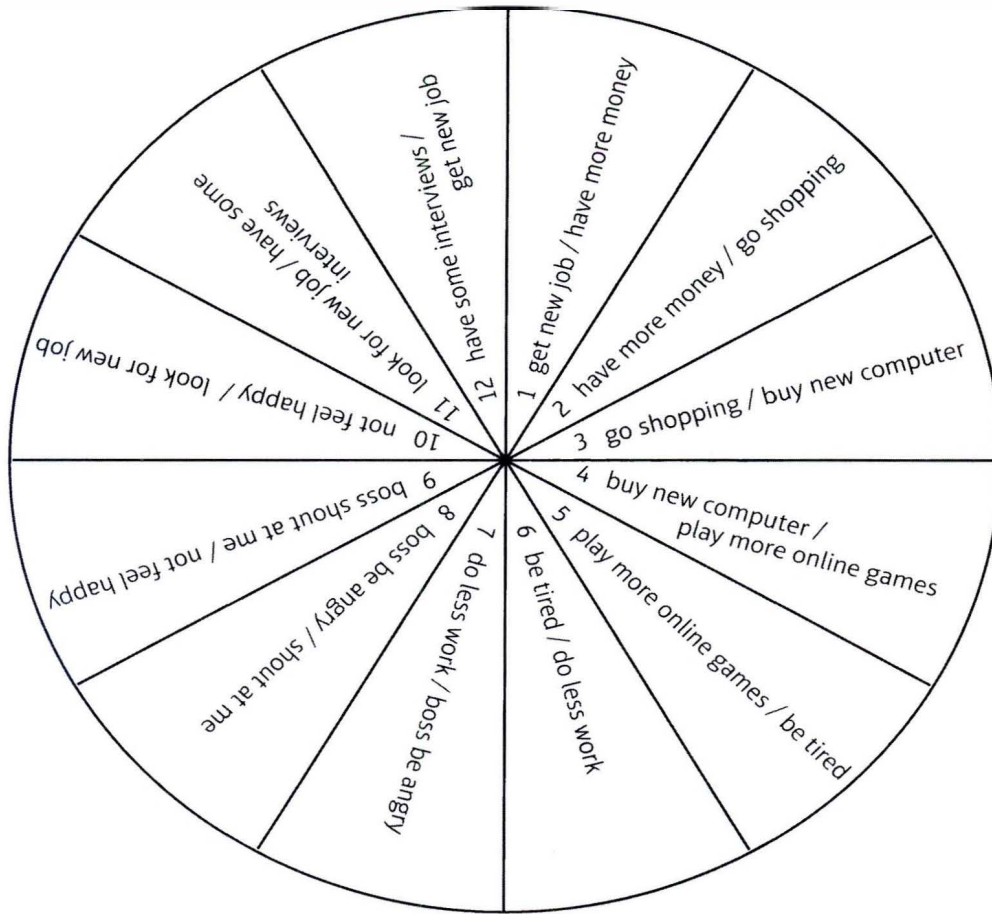 1 get new job / have more money
2 have more money / go shopping
3 go shopping / buy new computer
4 buy new computer /
play more online games
5 play more online games / be tired
6 be tired / do less work
7 do less work / boss be angry
8 boss be angry / shout at me
9 boss shout at me / not feel happy
10 not feel happy / look for new job
11 look for new job / have some
interviews
12 have some interviews /
get new job